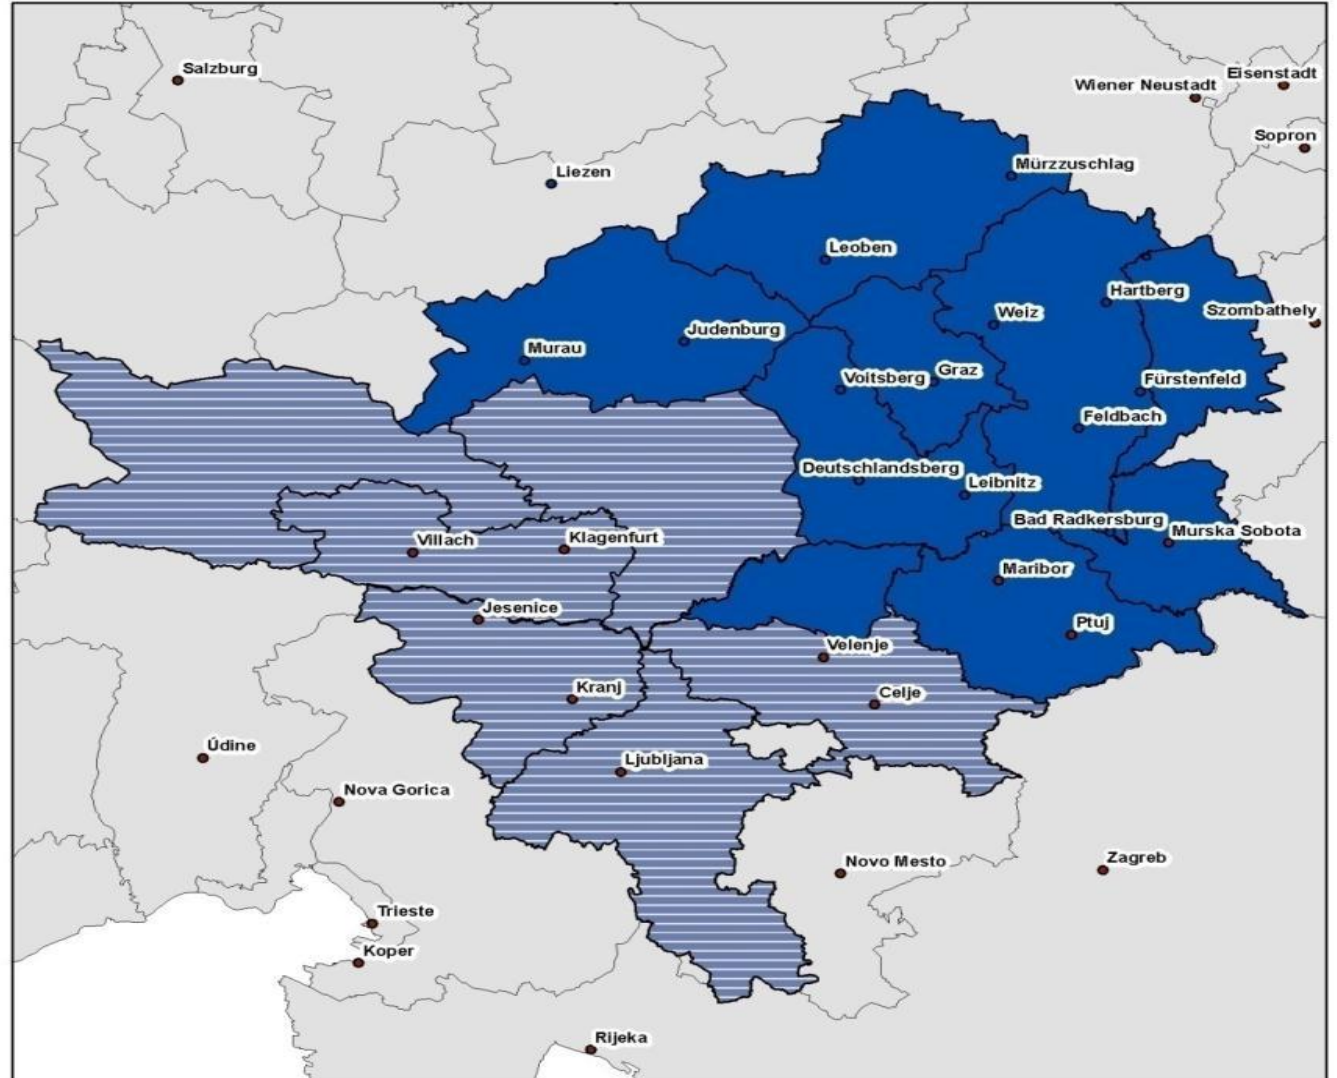 Salzburg
Eisenstadt
Wiener Neustadt
Sopron
Liezen
Mürzzuschlag
Leoben
Hartberg
Weiz
Szombathely
Judenburg
Murau
Voitsberg
Graz
Fürstenfeld
Feldbach
Deutschlandsberg
Leibnitz
Bad Radkersburg
Murska Sobota
Villach
Klagenfurt
Maribor
Jesenice
Ptuj
Velenje
Kranj
Celje
Údine
Ljubljana
Nova Gorica
Novo Mesto
Zagreb
Trieste
Koper
Rijeka